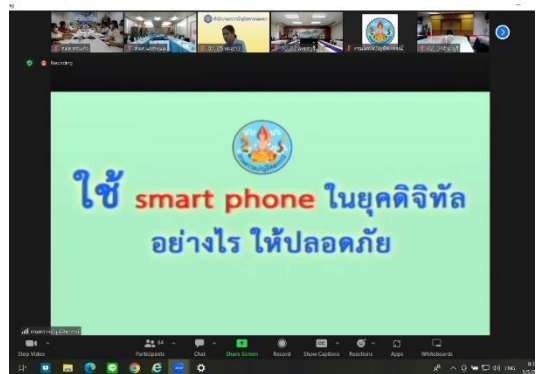 Recording
ใช้ smart phone ในยุคดิจิทัล
อย่างไร ให้ปลอดภัย
Stop Video
Participants
64
Chat
Share Screen
Record
Show Captions
Reactions
Apps
Whiteboards
ENG